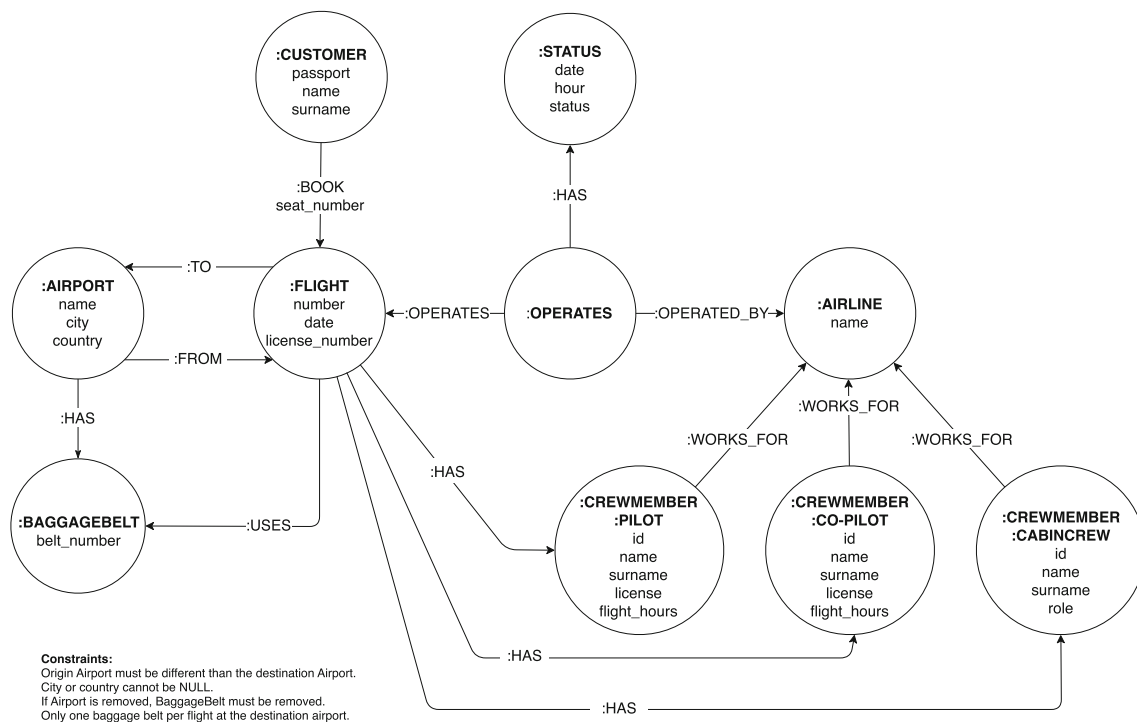 :CUSTOMER
passport
name
surname
:STATUS
date
hour
status
:BOOK
seat_number
:HAS
:TO
:AIRPORT
name
city
country
:FLIGHT
number
date
license_number
:OPERATES
:OPERATES
:OPERATED_BY
:AIRLINE
name
:FROM
:HAS
:WORKS_FOR
:WORKS_FOR
:WORKS_FOR
:HAS
:BAGGAGEBELT
belt_number
:USES
:CREWMEMBER
:PILOT
id
name
surname
license
flight_hours
:CREWMEMBER
:CO-PILOT
id
name
surname
license
flight_hours
:CREWMEMBER
:CABINCREW
id
name
surname
role
:HAS
:HAS
Constraints:
Origin Airport must be different than the destination Airport.
City or country cannot be NULL.
If Airport is removed, BaggageBelt must be removed.
Only one baggage belt per flight at the destination airport.